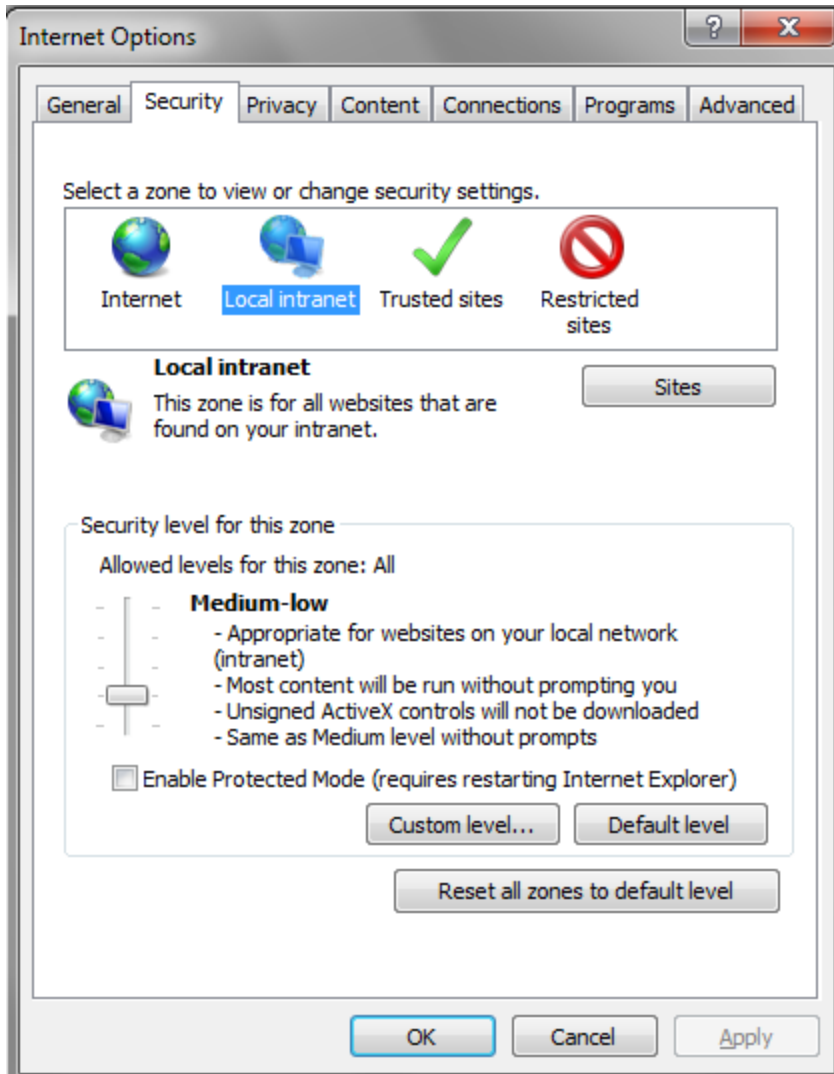 Internet Options
?
General Security Privacy Content Connections Programs Advanced
Select a zone to view or change security settings.
Internet Local intranet Trusted sites Restricted
sites
Local intranet
Sites
This zone is for all websites that are
found on your intranet.
Security level for this zone
Allowed levels for this zone: All
Medium-low
- Appropriate for websites on your local network
(intranet)
- Most content will be run without prompting you
- Unsigned ActiveX controls will not be downloaded
- Same as Medium level without prompts
Enable Protected Mode (requires restarting Internet Explorer)
Custom level... Default level
Reset all zones to default level
OK Cancel Apply